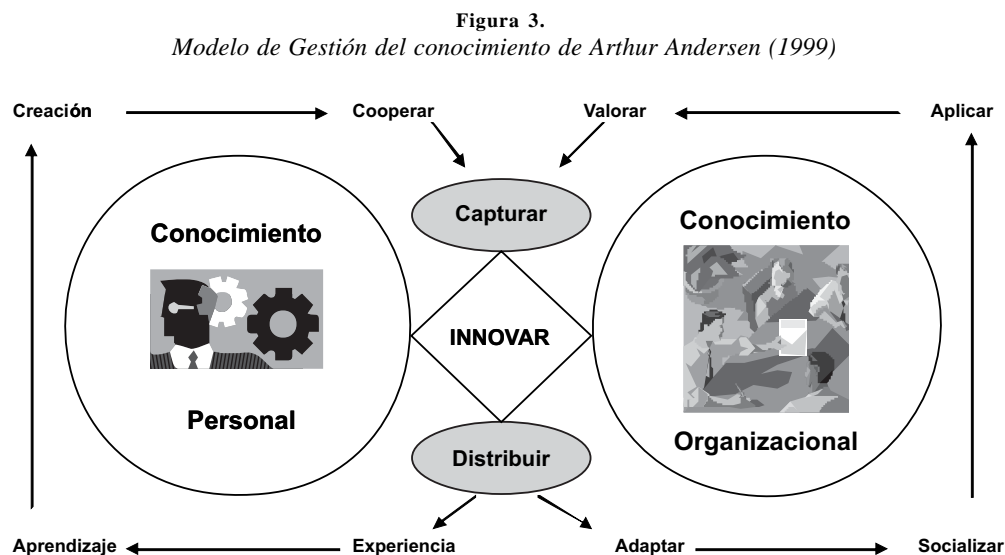 Figura 3.
Modelo de Gestión del conocimiento de Arthur Andersen (1999)
Creación
Cooperar
Valorar
Aplicar
Capturar
Conocimiento
Personal
INNOVAR
Conocimiento
Organizacional
Distribuir
Aprendizaje
Experiencia
Adaptar
Socializar